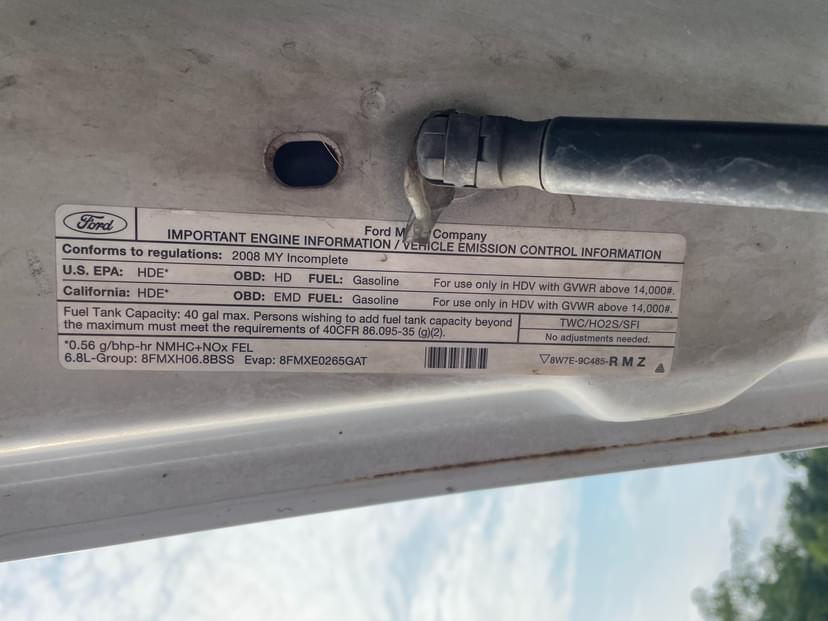 Ford
Ford M Company
IMPORTANT ENGINE INFORMATION / VEHICLE EMISSION CONTROL INFORMATION
Conforms to regulations: 2008 MY Incomplete
U.S. EPA: HDE* OBD: HD FUEL: Gasoline For use only in HDV with GVWR above 14,000#.
California: HDE* OBD: EMD FUEL: Gasoline For use only in HDV with GVWR above 14,000#.
Fuel Tank Capacity: 40 gal max. Persons wishing to add fuel tank capacity beyond
the maximum must meet the requirements of 40CFR 86.095-35 (g)(2).
TWC/HO2S/SFI
No adjustments needed.
*0.56 g/bhp-hr NMHC+NOx FEL
6.8L-Group: 8FMXH06.8BSS Evap: 8FMXE0265GAT
8W7E-9C485-RMZ